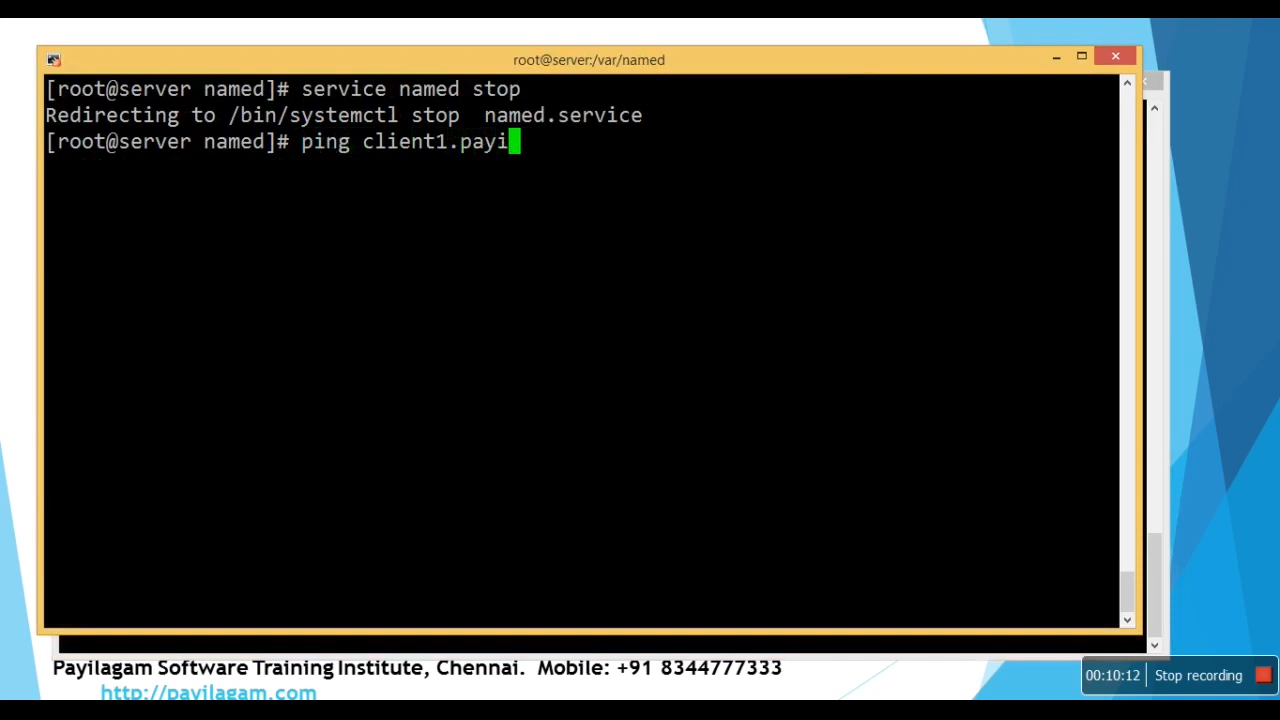 root@server:/var/named
[root@server named]# service named stop
Redirecting to /bin/systemctl stop  named.service
[root@server named]# ping client1.payi
Payilagam Software Training Institute, Chennai.  Mobile: +91 8344777333
http://payilagam.com
00:10:12 Stop recording